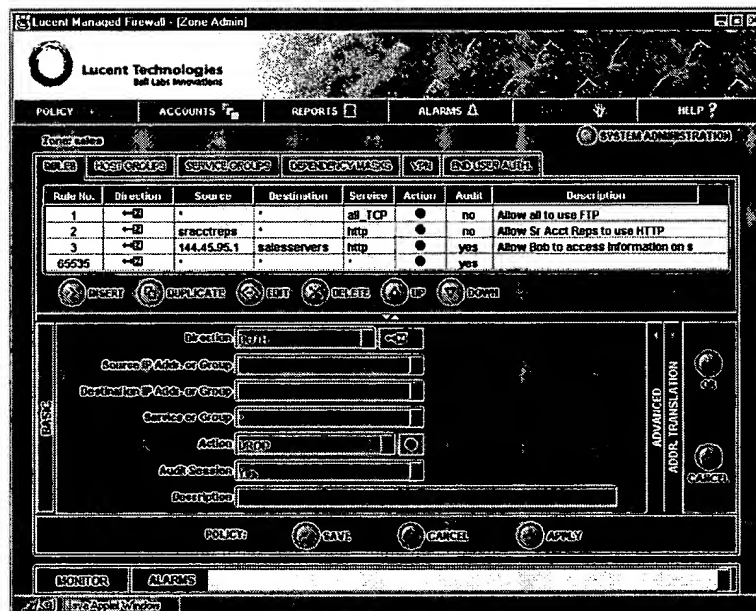 Lucent Managed Firewall - [Zone Admin]
Lucent Technologies
Bell Labs Innovations
POLICY ACCOUNTS REPORTS ALARMS HELP ?
Zone: sales SYSTEM ADMINISTRATION
RULES HOST GROUPS SERVICE GROUPS DEPENDENCY MASKS VPN END USER AUTH.
Rule No. Direction Source Destination Service Action Audit Description
1 * * all_TCP no Allow all to use FTP
2 sracctreps * http no Allow Sr Acct Reps to use HTTP
3 144.45.95.1 salesservers http yes Allow Bob to access information on s
65535 * * * yes
INSERT DUPLICATE EDIT DELETE UP DOWN
BASIC
Direction BOTH
Source IP Addr. or Group
Destination IP Addr. or Group
Service or Group *
Action DROP
Audit Session Yes
Description
ADVANCED
ADDR. TRANSLATION
OK
CANCEL
POLICY: SAVE CANCEL APPLY
MONITOR ALARMS
Java Applet Window